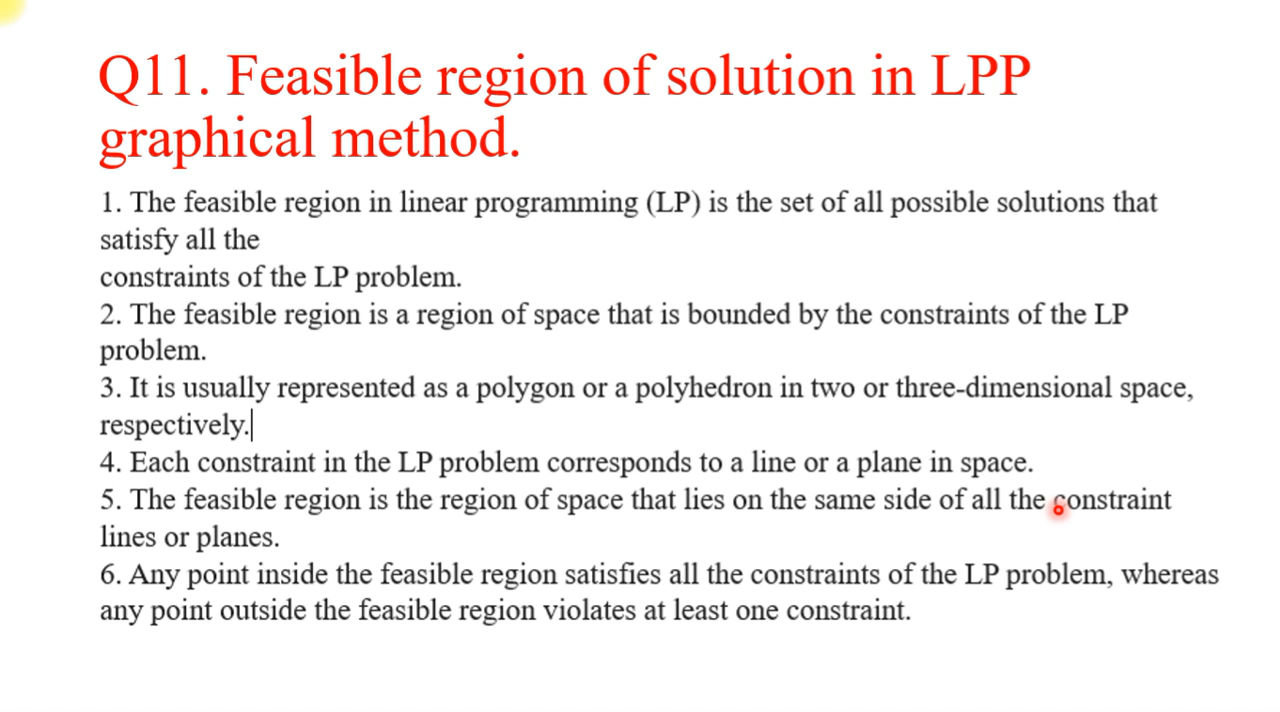 Q11. Feasible region of solution in LPP
graphical method.
1. The feasible region in linear programming (LP) is the set of all possible solutions that
satisfy all the
constraints of the LP problem.
2. The feasible region is a region of space that is bounded by the constraints of the LP
problem.
3. It is usually represented as a polygon or a polyhedron in two or three-dimensional space,
respectively.
4. Each constraint in the LP problem corresponds to a line or a plane in space.
5. The feasible region is the region of space that lies on the same side of all the constraint
lines or planes.
6. Any point inside the feasible region satisfies all the constraints of the LP problem, whereas
any point outside the feasible region violates at least one constraint.